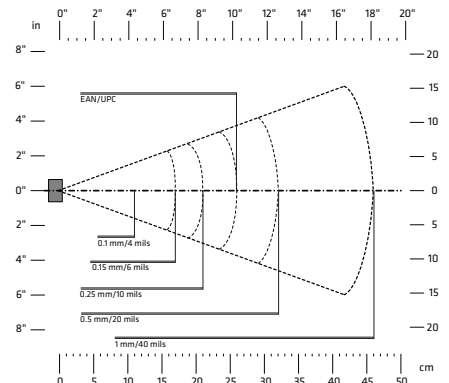 0" 2" 4" 6" 8" 10" 12" 14" 16" 18" 20"
in
8" 20
6" 15
EAN/UPC
4" 10
2" 5
0" 0
2" 5
0.1 mm/4 mils
4" 10
0.15 mm/6 mils
6" 15
0.25 mm/10 mils
0.5 mm/20 mils
8" 20
1 mm/40 mils
cm
0 5 10 15 20 25 30 35 40 45 50